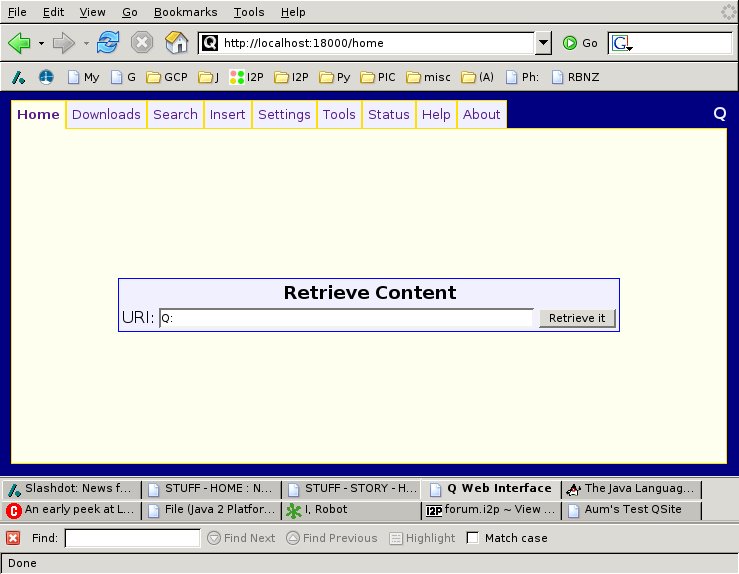 File Edit View Go Bookmarks Tools Help
Q http://localhost:18000/home Go G
My G GCP J I2P I2P Py PIC misc (A) Ph: RBNZ
Home Downloads Search Insert Settings Tools Status Help About Q
Retrieve Content
URI: Q: Retrieve it
Slashdot: News f... STUFF - HOME : N... STUFF - STORY - H... Q Web Interface The Java Languag...
C An early peek at L... File (Java 2 Platfor... I, Robot I2P forum.i2p ~ View ... Aum's Test QSite
Find: Find Next Find Previous Highlight Match case
Done